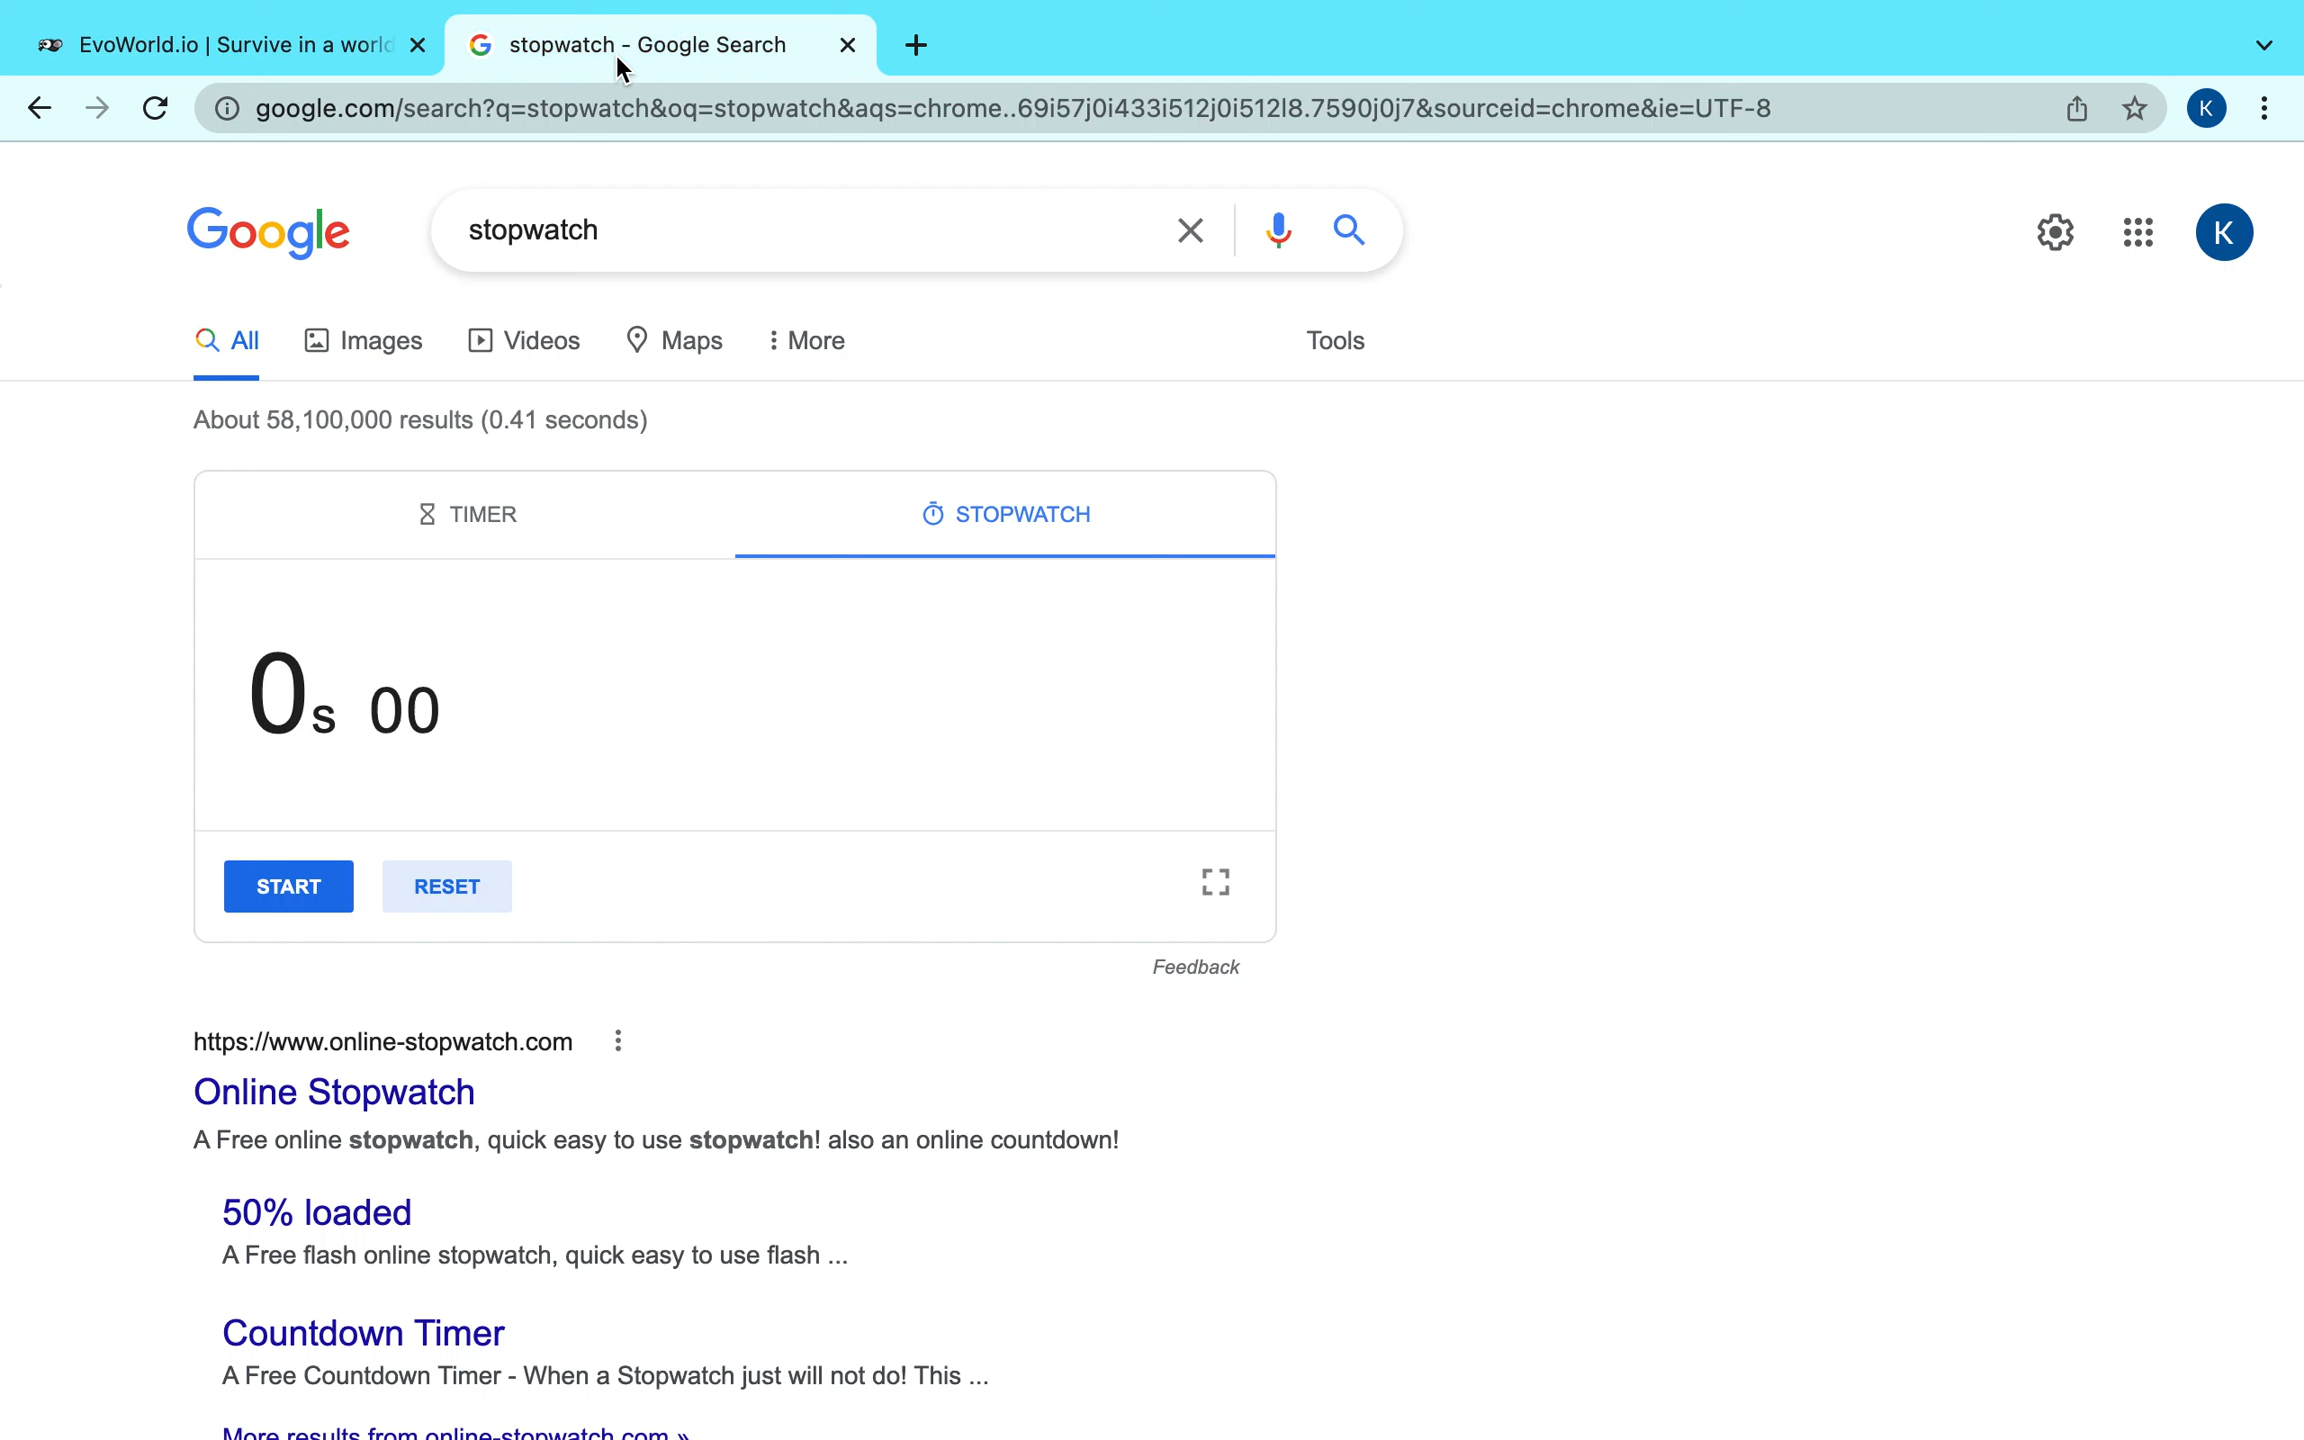 EvoWorld.io | Survive in a world
stopwatch - Google Search
google.com/search?q=stopwatch&oq=stopwatch&aqs=chrome..69i57j0i433i512j0i512l8.7590j0j7&sourceid=chrome&ie=UTF-8
K
Google
stopwatch
K
All
Images
Videos
Maps
More
Tools
About 58,100,000 results (0.41 seconds)
TIMER
STOPWATCH
0s 00
START
RESET
Feedback
https://www.online-stopwatch.com
Online Stopwatch
A Free online stopwatch, quick easy to use stopwatch! also an online countdown!
50% loaded
A Free flash online stopwatch, quick easy to use flash ...
Countdown Timer
A Free Countdown Timer - When a Stopwatch just will not do! This ...
More results from online-stopwatch.com »